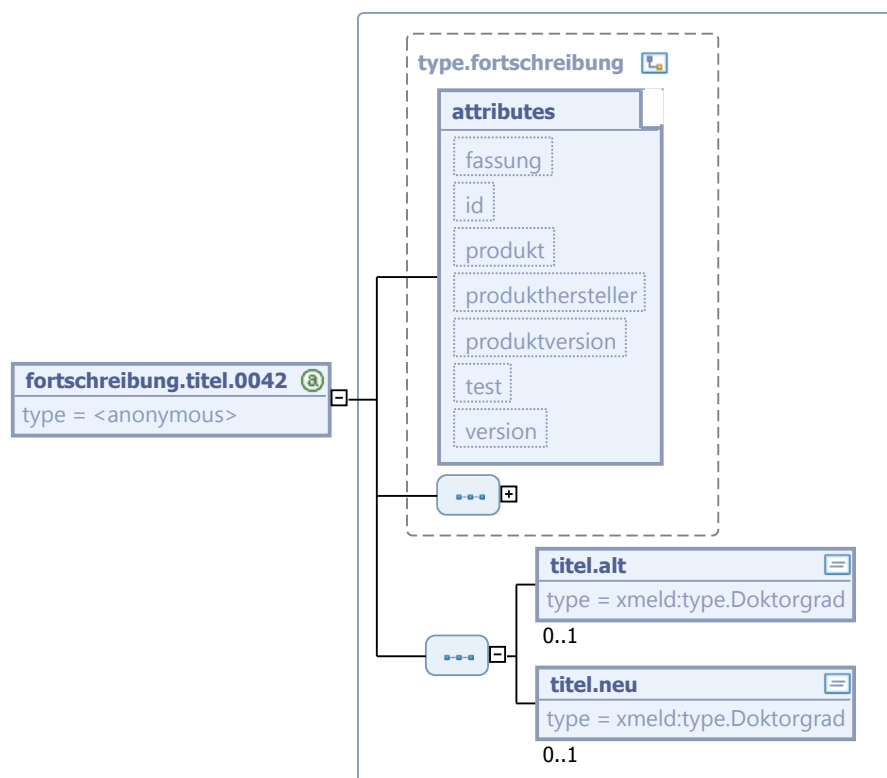 type.fortschreibung
attributes
fassung
id
produkt
produkthersteller
produktversion
test
version
fortschreibung.titel.0042 a
type = <anonymous>
titel.alt
type = xmeld:type.Doktorgrad
0..1
titel.neu
type = xmeld:type.Doktorgrad
0..1